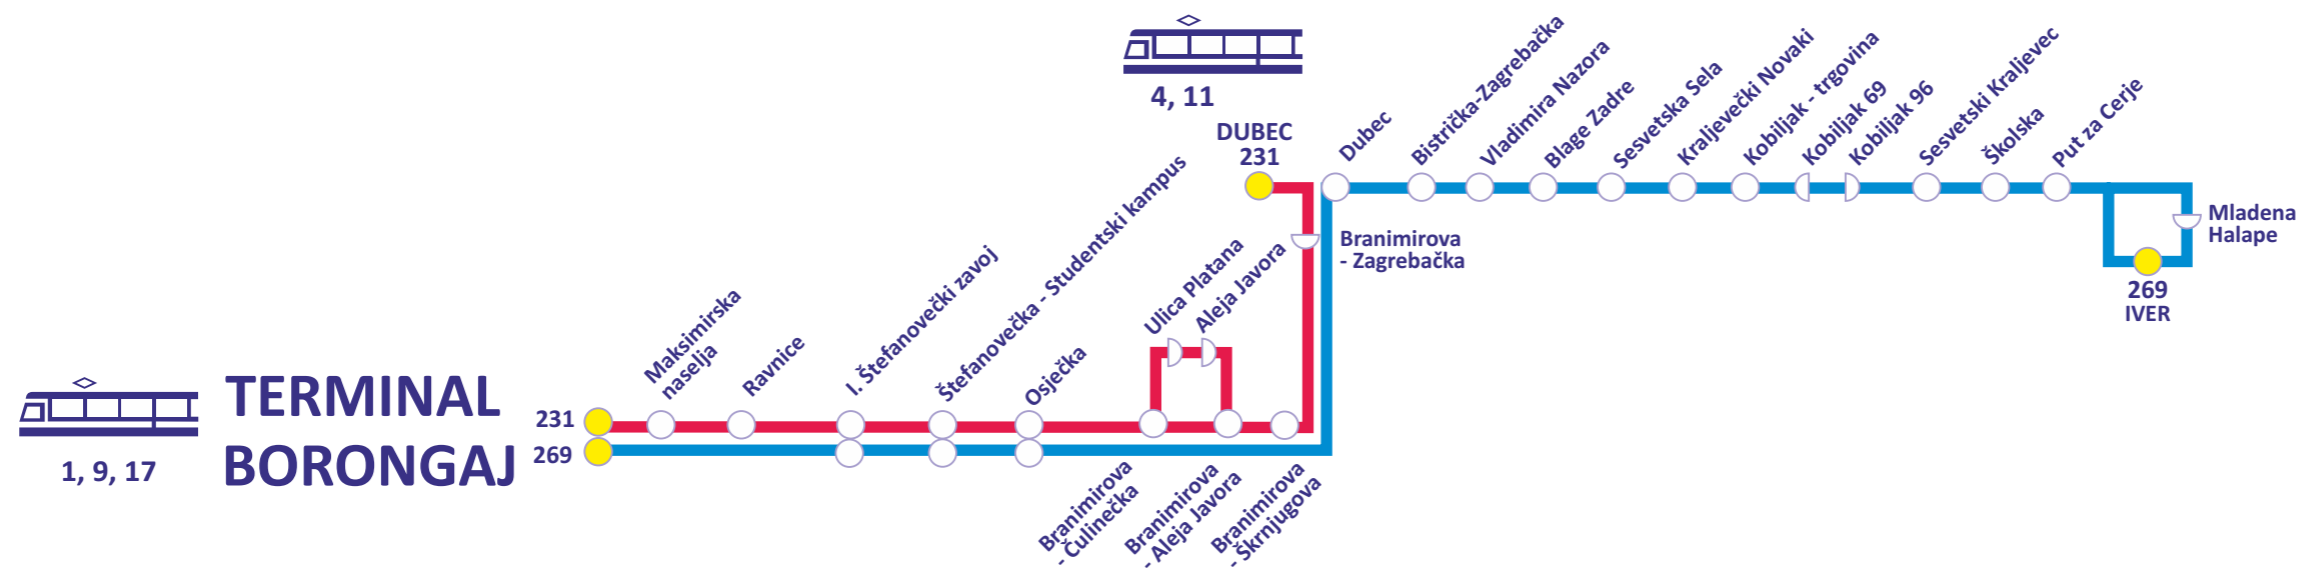 4, 11
DUBEC
231
Dubec
Bistrička-Zagrebačka
Vladimira Nazora
Blage Zadre
Sesvetska Sela
Kraljevečki Novaki
Kobiljak - trgovina
Kobiljak 69
Kobiljak 96
Sesvetski Kraljevec
Školska
Put za Cerje
Mladena
Halape
269
IVER
Branimirova
- Zagrebačka
1, 9, 17
TERMINAL
BORONGAJ
231
269
Maksimirska
naselja
Ravnice
I. Štefanovečki zavoj
Štefanovečka - Studentski kampus
Osječka
Ulica Platana
Aleja Javora
Branimirova
- Čulinečka
Branimirova
- Aleja Javora
Branimirova
- Škrnjugova